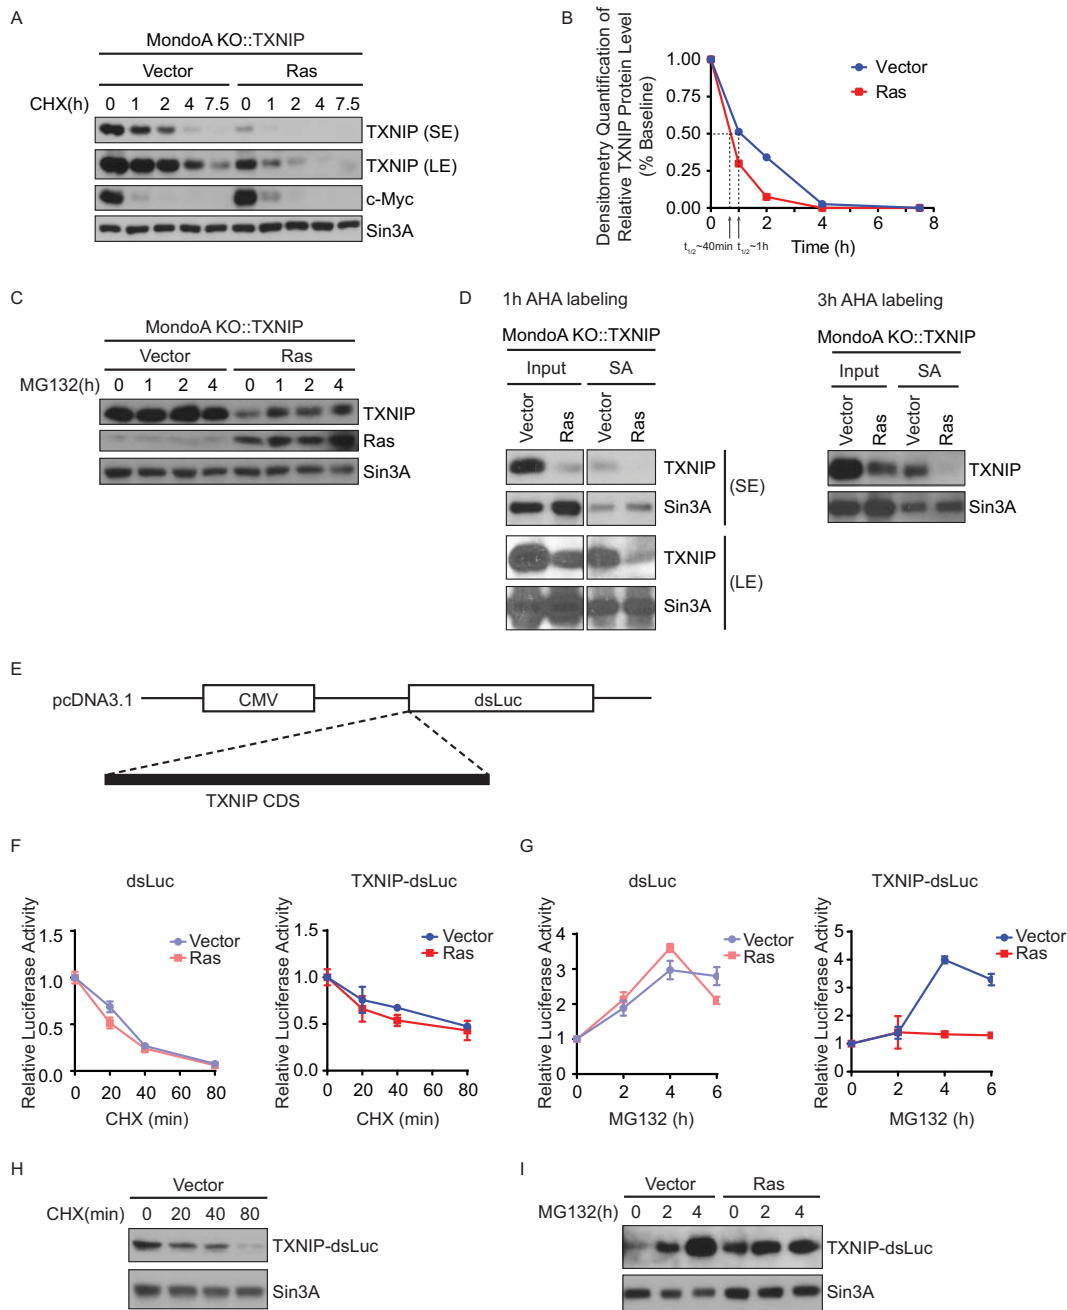 A
MondoA KO::TXNIP
Vector Ras
CHX(h) 0 1 2 4 7.5 0 1 2 4 7.5
TXNIP (SE)
TXNIP (LE)
c-Myc
Sin3A
B
Densitometry Quantification of
Relative TXNIP Protein Level
(% Baseline)
1.00
0.75
0.50
0.25
0.00
0 2 4 6 8
t1/2~40min t1/2~1h
Time (h)
Vector
Ras
C
MondoA KO::TXNIP
Vector Ras
MG132(h) 0 1 2 4 0 1 2 4
TXNIP
Ras
Sin3A
D
1h AHA labeling
MondoA KO::TXNIP
Input SA
Vector Ras Vector Ras
TXNIP
Sin3A
(SE)
TXNIP
Sin3A
(LE)
3h AHA labeling
MondoA KO::TXNIP
Input SA
Vector Ras Vector Ras
TXNIP
Sin3A
E
pcDNA3.1 CMV dsLuc
TXNIP CDS
F
dsLuc
Relative Luciferase Activity
1.5
1.0
0.5
0.0
0 20 40 60 80
CHX (min)
Vector
Ras
TXNIP-dsLuc
Relative Luciferase Activity
1.5
1.0
0.5
0.0
0 20 40 60 80
CHX (min)
Vector
Ras
G
dsLuc
Relative Luciferase Activity
4
3
2
1
0
0 2 4 6
MG132 (h)
Vector
Ras
TXNIP-dsLuc
Relative Luciferase Activity
5
4
3
2
1
0
0 2 4 6
MG132 (h)
Vector
Ras
H
Vector
CHX(min) 0 20 40 80
TXNIP-dsLuc
Sin3A
I
Vector Ras
MG132(h) 0 2 4 0 2 4
TXNIP-dsLuc
Sin3A